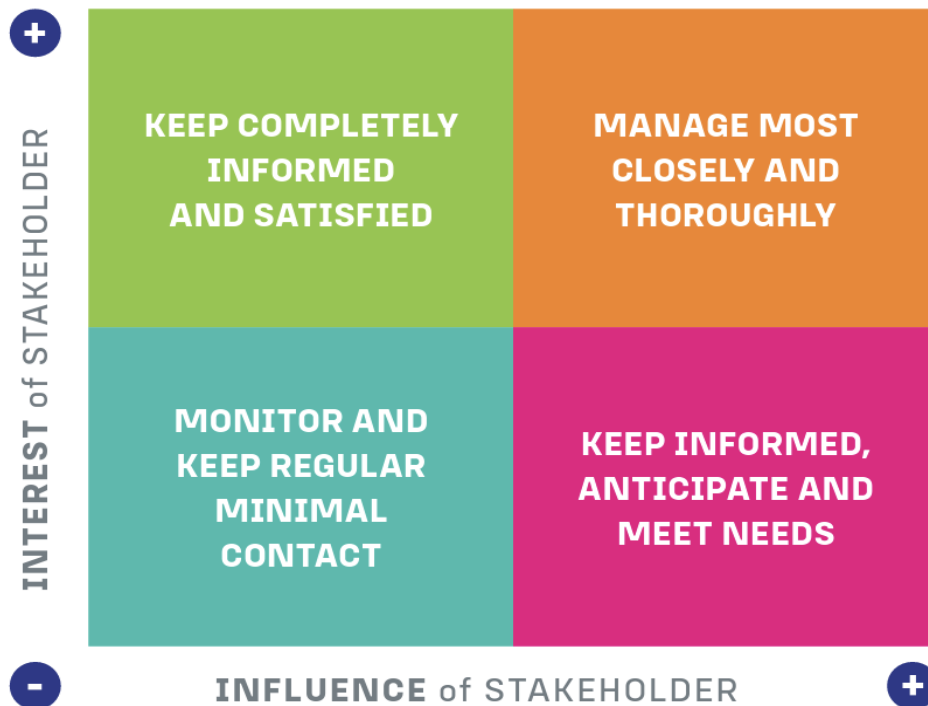 +
KEEP COMPLETELY
INFORMED
AND SATISFIED
MANAGE MOST
CLOSELY AND
THOROUGHLY
INTEREST of STAKEHOLDER
MONITOR AND
KEEP REGULAR
MINIMAL
CONTACT
KEEP INFORMED,
ANTICIPATE AND
MEET NEEDS
-
INFLUENCE of STAKEHOLDER
+